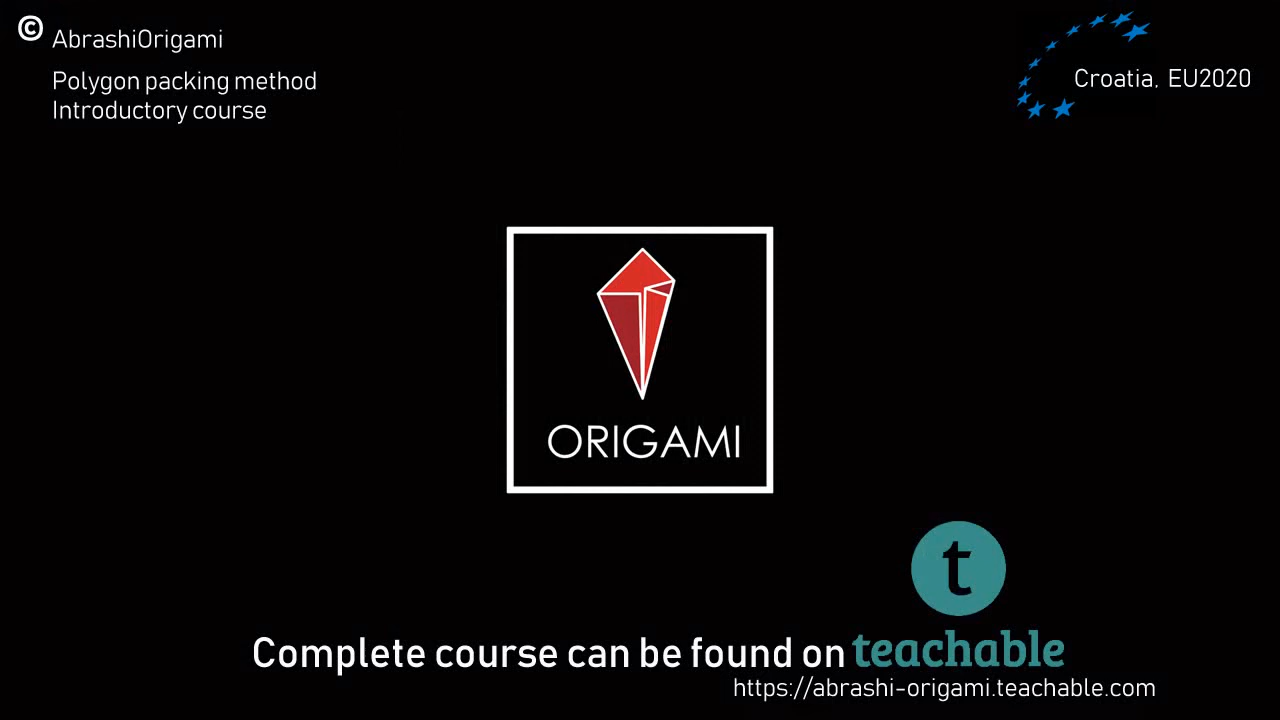 © AbrashiOrigami
Polygon packing method
Introductory course
Croatia, EU2020
ORIGAMI
t
Complete course can be found on teachable
https://abrashi-origami.teachable.com